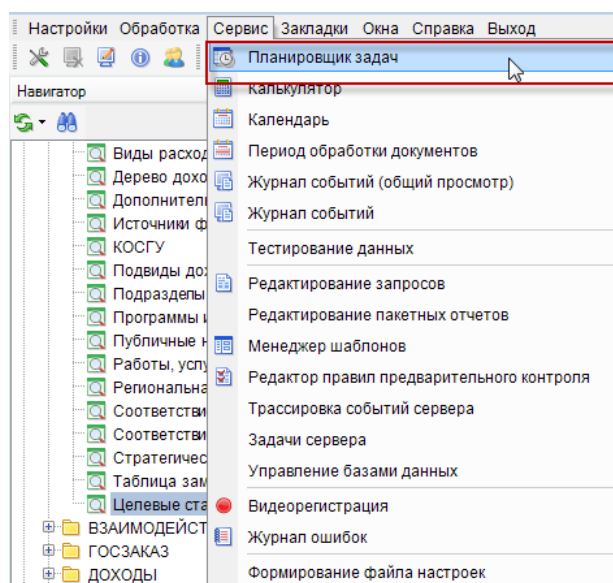 Настройки Обработка Сервис Закладки Окна Справка Выход
Планировщик задач
Навигатор
Калькулятор
Календарь
Виды расход
Период обработки документов
Дерево дохо
Журнал событий (общий просмотр)
Дополнител
Источники ф
Журнал событий
КОСГУ
Тестирование данных
Подвиды до
Подразделы
Редактирование запросов
Программы и
Редактирование пакетных отчетов
Публичные н
Менеджер шаблонов
Работы, услу
Редактор правил предварительного контроля
Региональна
Соответстви
Трассировка событий сервера
Соответстви
Задачи сервера
Стратегичес
Управление базами данных
Таблица зам
Целевые ста
Видеорегистрация
ВЗАИМОДЕЙСТ
Журнал ошибок
ГОСЗАКАЗ
ДОХОДЫ
Формирование файла настроек